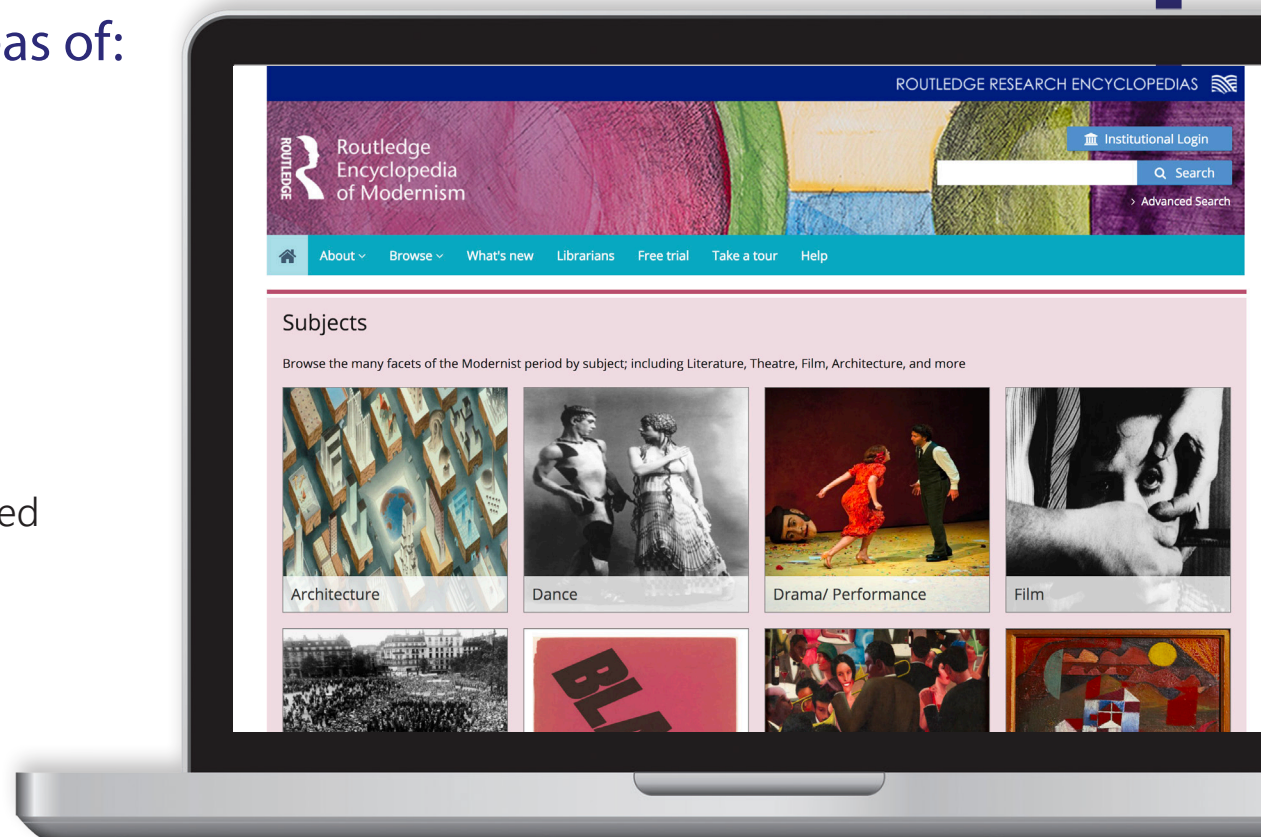 as of:
ed
ROUTLEDGE RESEARCH ENCYCLOPEDIAS
ROUTLEDGE
Routledge
Encyclopedia
of Modernism
Institutional Login
Search
> Advanced Search
About
Browse
What's new
Librarians
Free trial
Take a tour
Help
Subjects
Browse the many facets of the Modernist period by subject; including Literature, Theatre, Film, Architecture, and more
Architecture
Dance
Drama/ Performance
Film